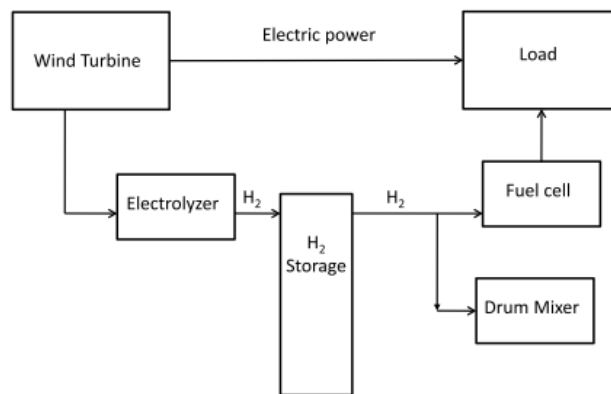 Electric power
Wind Turbine
Load
Electrolyzer
H₂
H₂
Fuel cell
H₂
Storage
Drum Mixer